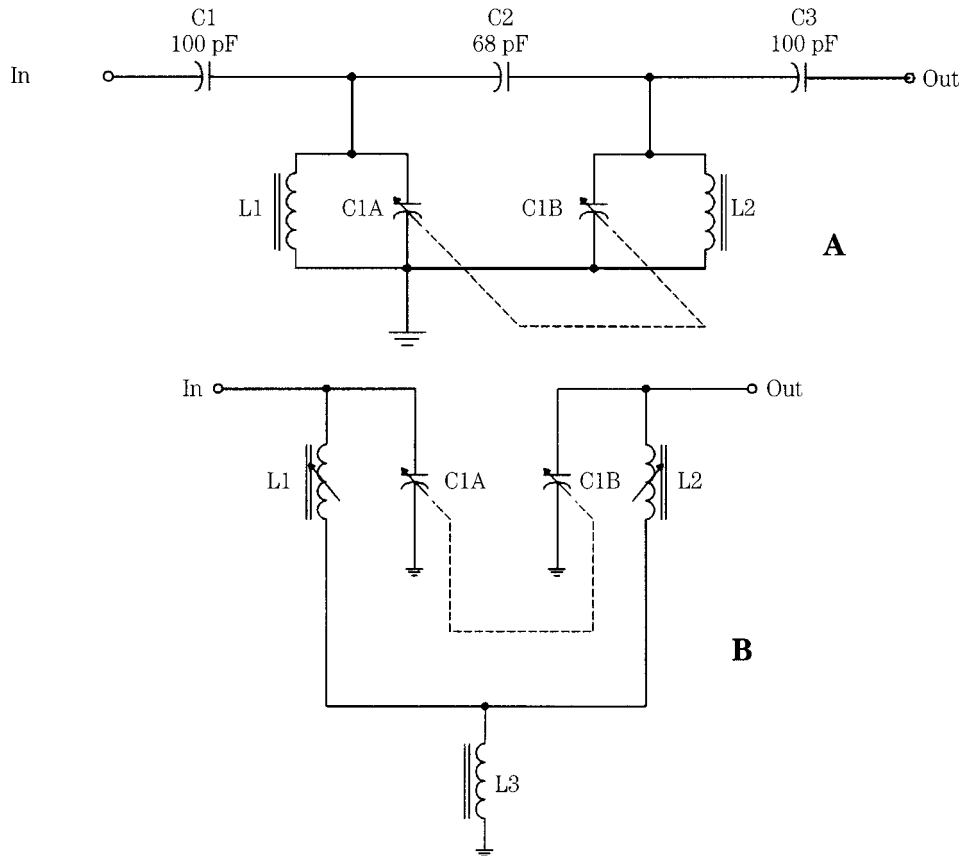 C1
100 pF
C2
68 pF
C3
100 pF
In
Out
L1
C1A
C1B
L2
A
In
Out
L1
C1A
C1B
L2
B
L3